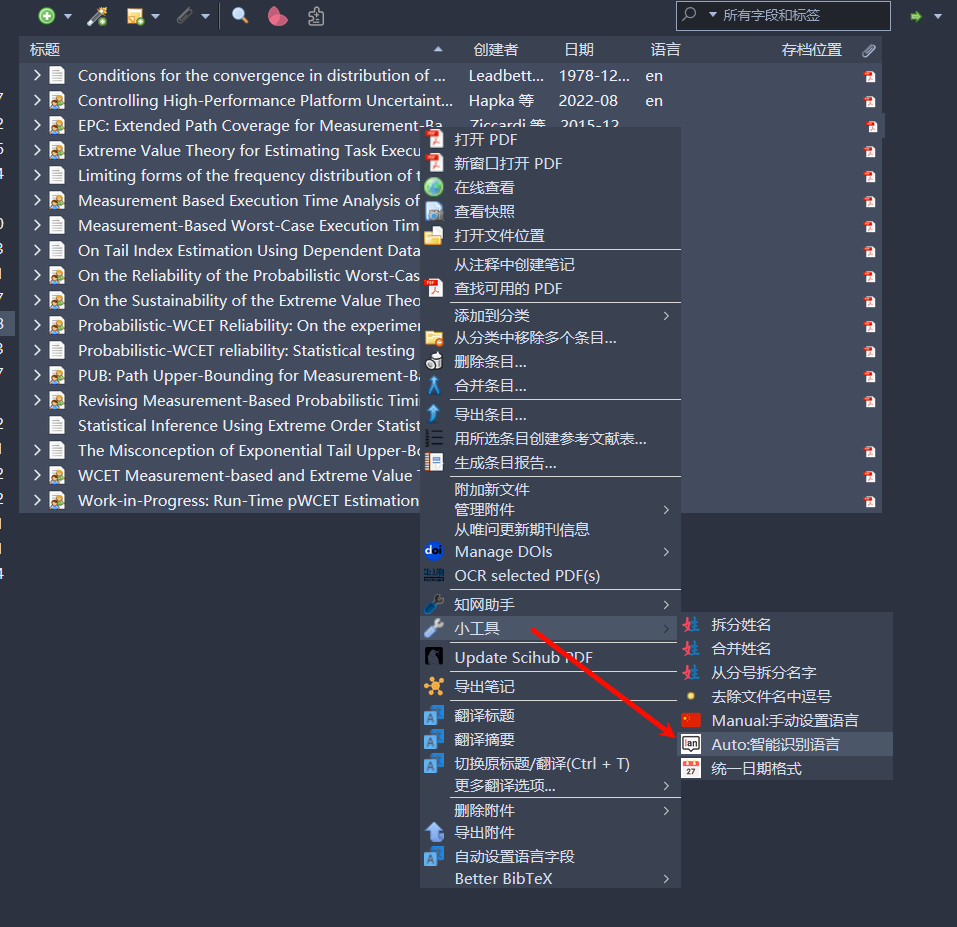 所有字段和标签
标题 创建者 日期 语言 存档位置
Conditions for the convergence in distribution of ... Leadbett... 1978-12... en
Controlling High-Performance Platform Uncertaint... Hapka 等 2022-08 en
EPC: Extended Path Coverage for Measurement-Ba Ziccardi 等 2015-12
Extreme Value Theory for Estimating Task Execu
Limiting forms of the frequency distribution of t
Measurement Based Execution Time Analysis of
Measurement-Based Worst-Case Execution Tim
On Tail Index Estimation Using Dependent Data
On the Reliability of the Probabilistic Worst-Cas
On the Sustainability of the Extreme Value Theo
Probabilistic-WCET Reliability: On the experimer
Probabilistic-WCET reliability: Statistical testing
PUB: Path Upper-Bounding for Measurement-Ba
Revising Measurement-Based Probabilistic Timi
Statistical Inference Using Extreme Order Statist
The Misconception of Exponential Tail Upper-Bo
WCET Measurement-based and Extreme Value T
Work-in-Progress: Run-Time pWCET Estimation
打开 PDF
新窗口打开 PDF
在线查看
查看快照
打开文件位置
从注释中创建笔记
查找可用的 PDF
添加到分类
从分类中移除多个条目...
删除条目...
合并条目...
导出条目...
用所选条目创建参考文献表...
生成条目报告...
附加新文件
管理附件
从唯问更新期刊信息
doi Manage DOIs
OCR selected PDF(s)
知网助手
小工具
Update Scihub PDF
导出笔记
翻译标题
翻译摘要
切换原标题/翻译(Ctrl + T)
更多翻译选项...
删除附件
导出附件
自动设置语言字段
Better BibTeX
拆分姓名
合并姓名
从分号拆分名字
去除文件名中逗号
Manual:手动设置语言
lan Auto:智能识别语言
27 统一日期格式